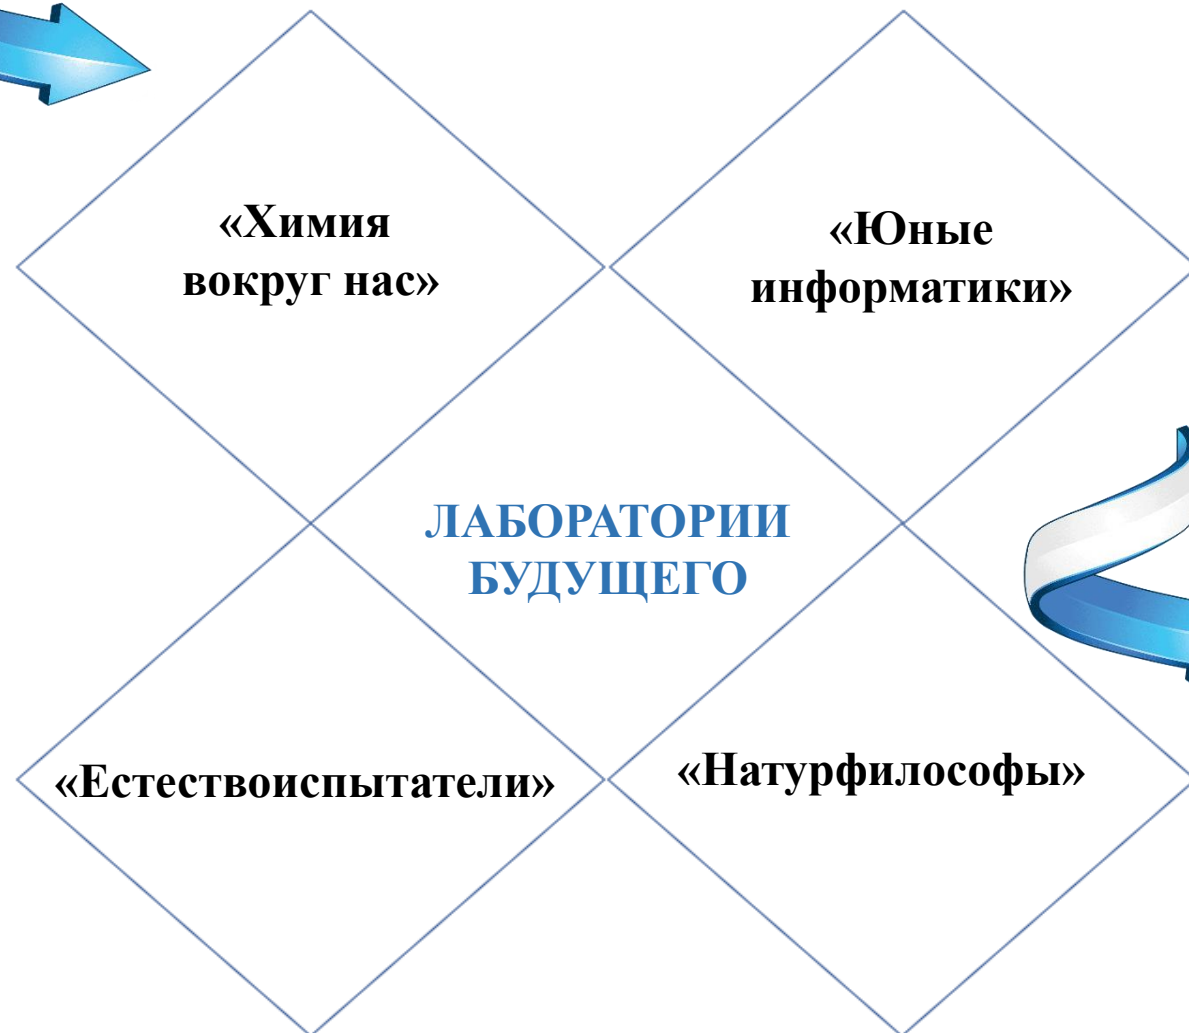 «Химия
вокруг нас»
«Юные
информатики»
ЛАБОРАТОРИИ
БУДУЩЕГО
«Естествоиспытатели»
«Натурфилософы»